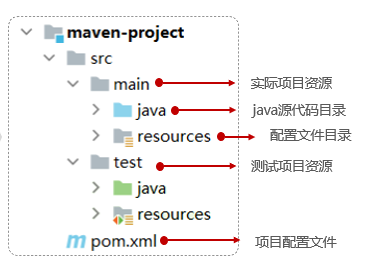 maven-project
src
main 实际项目资源
java java源代码目录
resources 配置文件目录
test 测试项目资源
java
resources
m pom.xml 项目配置文件